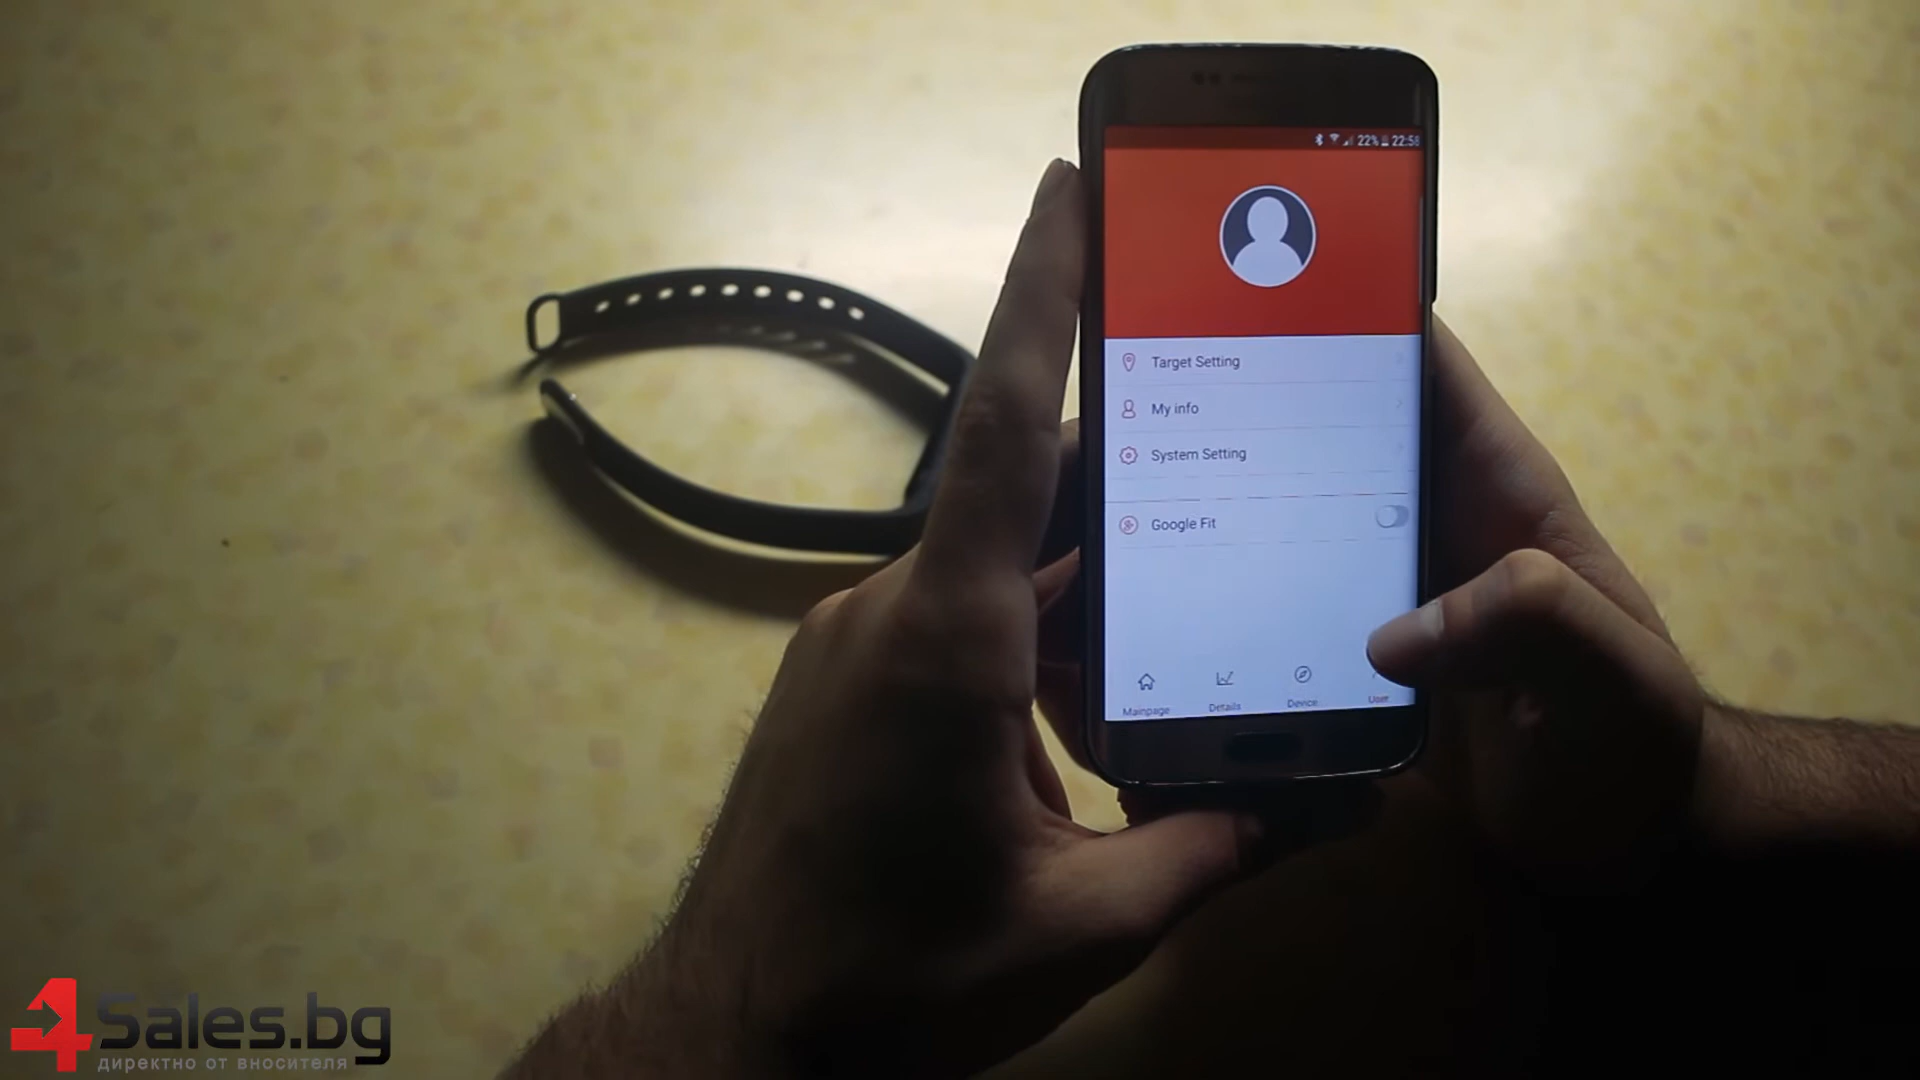 22% 22:58
Target Setting
My info
System Setting
Google Fit
Mainpage Details Device User
4Sales.bg
директно от вносителя